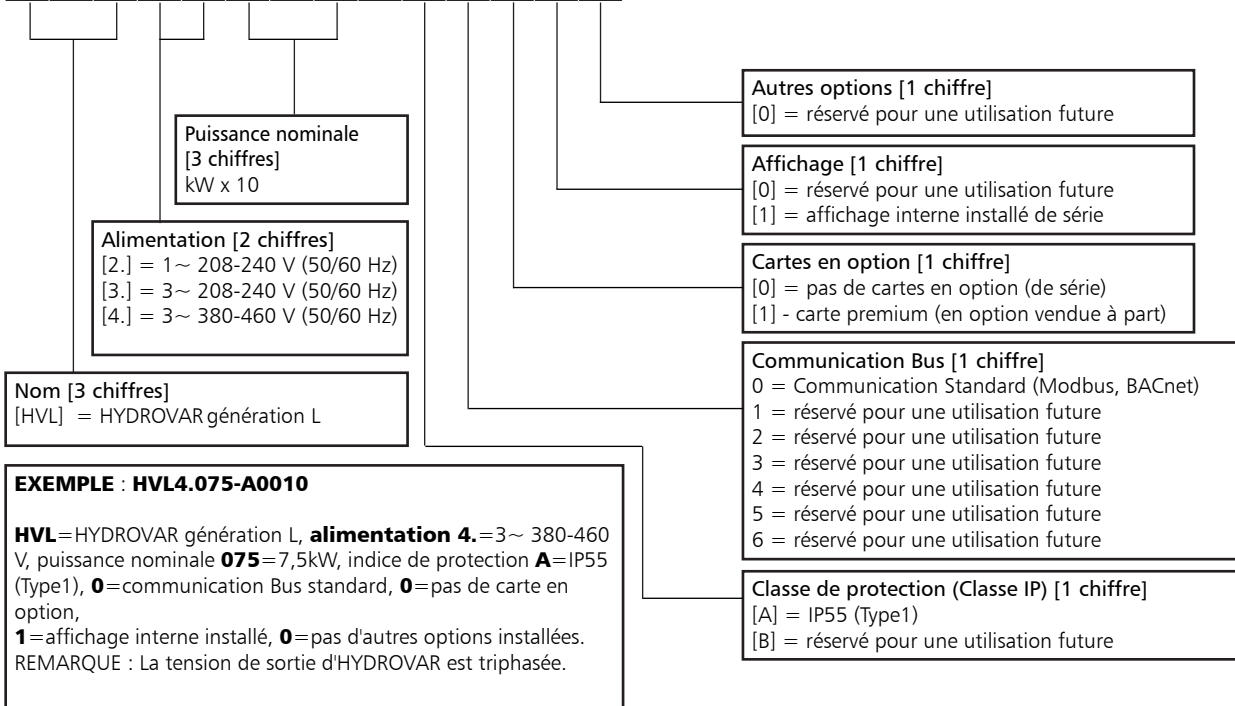 Puissance nominale
[3 chiffres]
kW x 10
Alimentation [2 chiffres]
[2.] = 1~ 208-240 V (50/60 Hz)
[3.] = 3~ 208-240 V (50/60 Hz)
[4.] = 3~ 380-460 V (50/60 Hz)
Nom [3 chiffres]
[HVL] = HYDROVAR génération L
EXEMPLE : HVL4.075-A0010
HVL=HYDROVAR génération L, alimentation 4.=3~ 380-460
V, puissance nominale 075=7,5kW, indice de protection A=IP55
(Type1), 0=communication Bus standard, 0=pas de carte en
option,
1=affichage interne installé, 0=pas d'autres options installées.
REMARQUE : La tension de sortie d'HYDROVAR est triphasée.
Autres options [1 chiffre]
[0] = réservé pour une utilisation future
Affichage [1 chiffre]
[0] = réservé pour une utilisation future
[1] = affichage interne installé de série
Cartes en option [1 chiffre]
[0] = pas de cartes en option (de série)
[1] - carte premium (en option vendue à part)
Communication Bus [1 chiffre]
0 = Communication Standard (Modbus, BACnet)
1 = réservé pour une utilisation future
2 = réservé pour une utilisation future
3 = réservé pour une utilisation future
4 = réservé pour une utilisation future
5 = réservé pour une utilisation future
6 = réservé pour une utilisation future
Classe de protection (Classe IP) [1 chiffre]
[A] = IP55 (Type1)
[B] = réservé pour une utilisation future